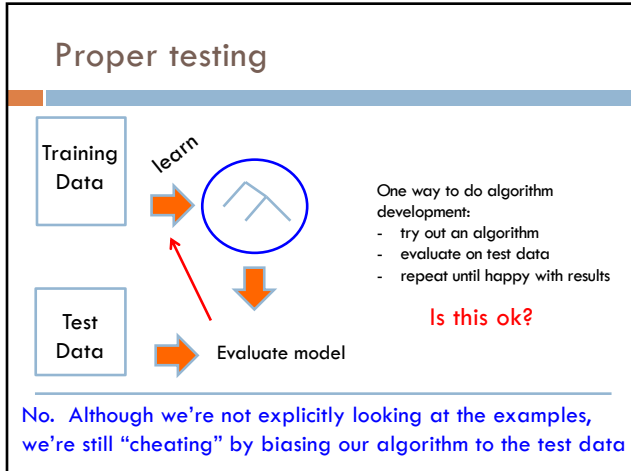 Proper testing
Training
Data
learn
One way to do algorithm
development:
- try out an algorithm
- evaluate on test data
- repeat until happy with results
Is this ok?
Test
Data
Evaluate model
No. Although we're not explicitly looking at the examples,
we're still "cheating" by biasing our algorithm to the test data